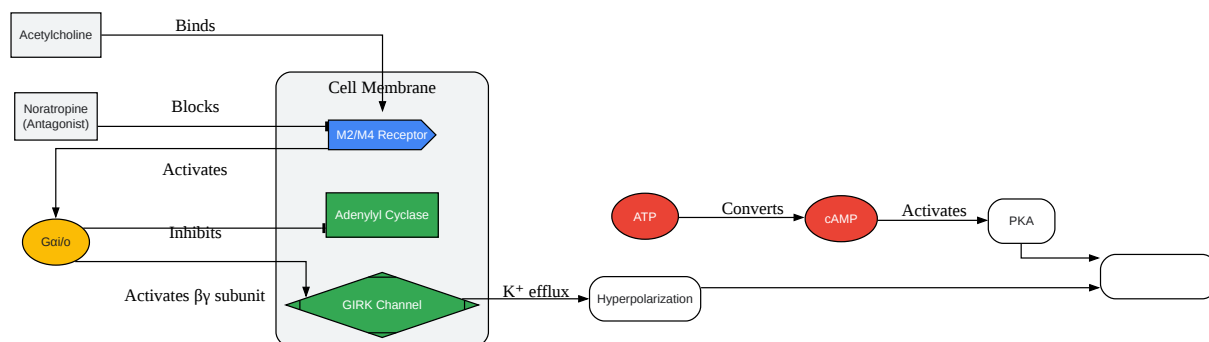 Acetylcholine
Binds
Cell Membrane
Noratropine
(Antagonist)
Blocks
M2/M4 Receptor
Activates
Adenylyl Cyclase
ATP
Converts
cAMP
Activates
PKA
Gαi/o
Inhibits
Activates βγ subunit
GIRK Channel
K⁺ efflux
Hyperpolarization